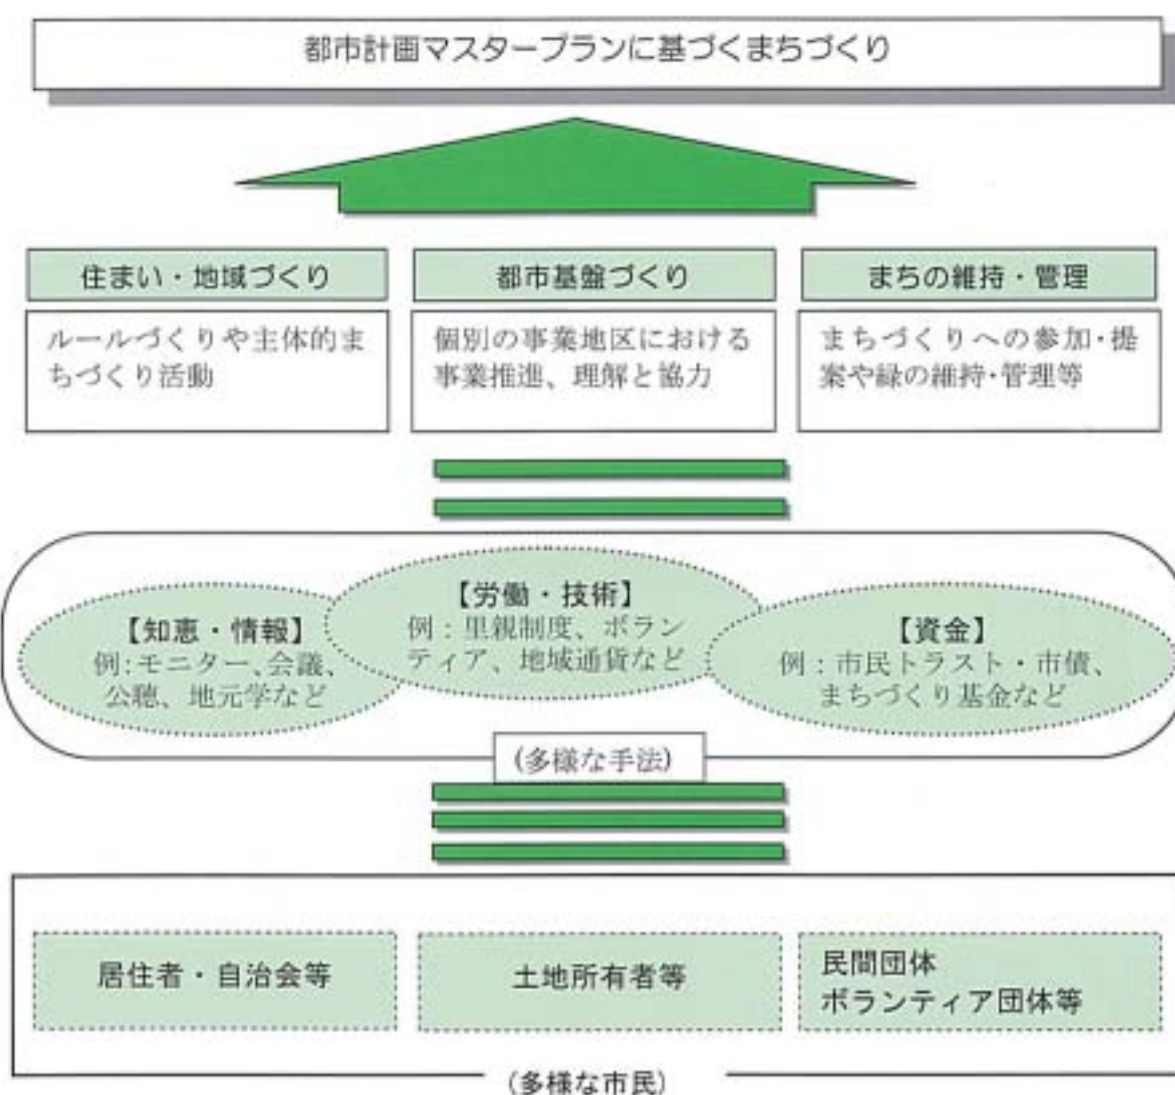 都市計画マスタープランに基づくまちづくり
住まい・地域づくり
ルールづくりや主体的ま
ちづくり活動
都市基盤づくり
個別の事業地区における
事業推進、理解と協力
まちの維持・管理
まちづくりへの参加・提
案や緑の維持・管理等
【知恵・情報】
例:モニター、会議、
公聴、地元学など
【労働・技術】
例：里親制度、ボラン
ティア、地域通貨など
【資金】
例：市民トラスト・市債、
まちづくり基金など
(多様な手法)
居住者・自治会等
土地所有者等
民間団体
ボランティア団体等
(多様な市民)